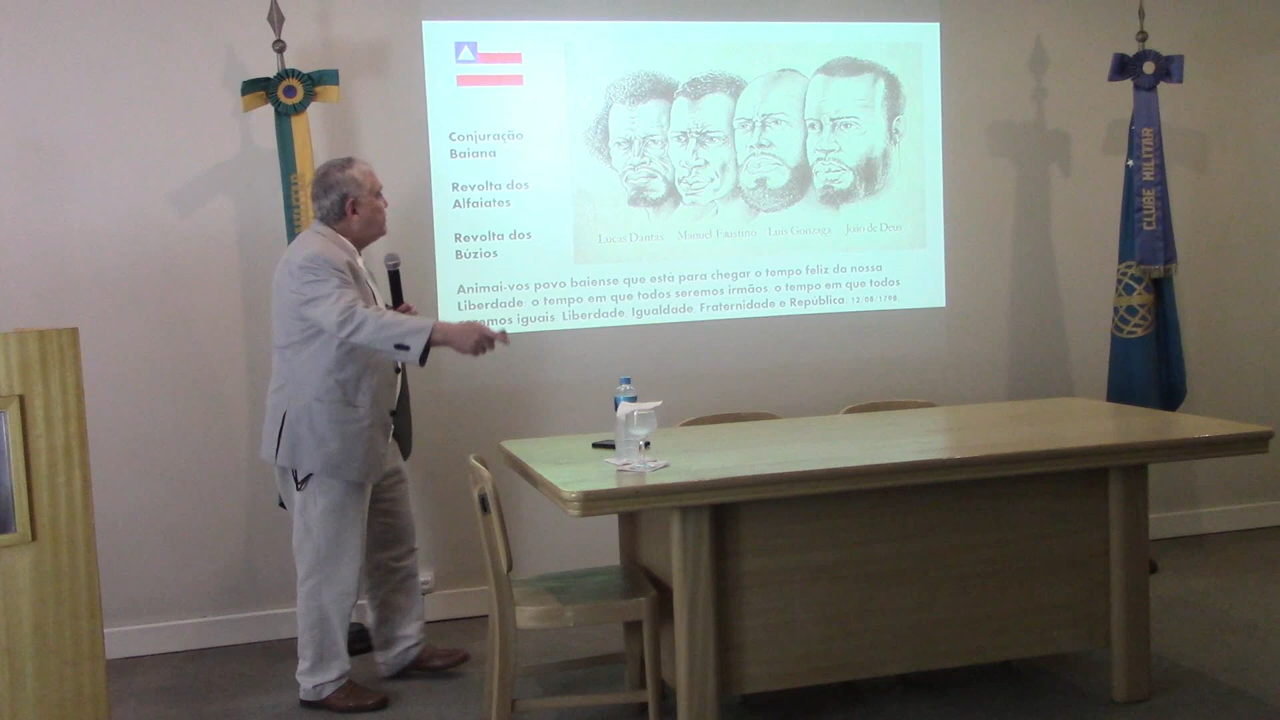 Conjuração
Baiana
Revolta dos
Alfaiates
Revolta dos
Búzios
Lucas Dantas Manuel Faustino Luis Gonzaga João de Deus
Animai-vos povo baiense que está para chegar o tempo feliz da nossa
Liberdade: o tempo em que todos seremos irmãos, o tempo em que todos
seremos iguais. Liberdade, Igualdade, Fraternidade e República. 12/08/1798
CLUBE MILITAR